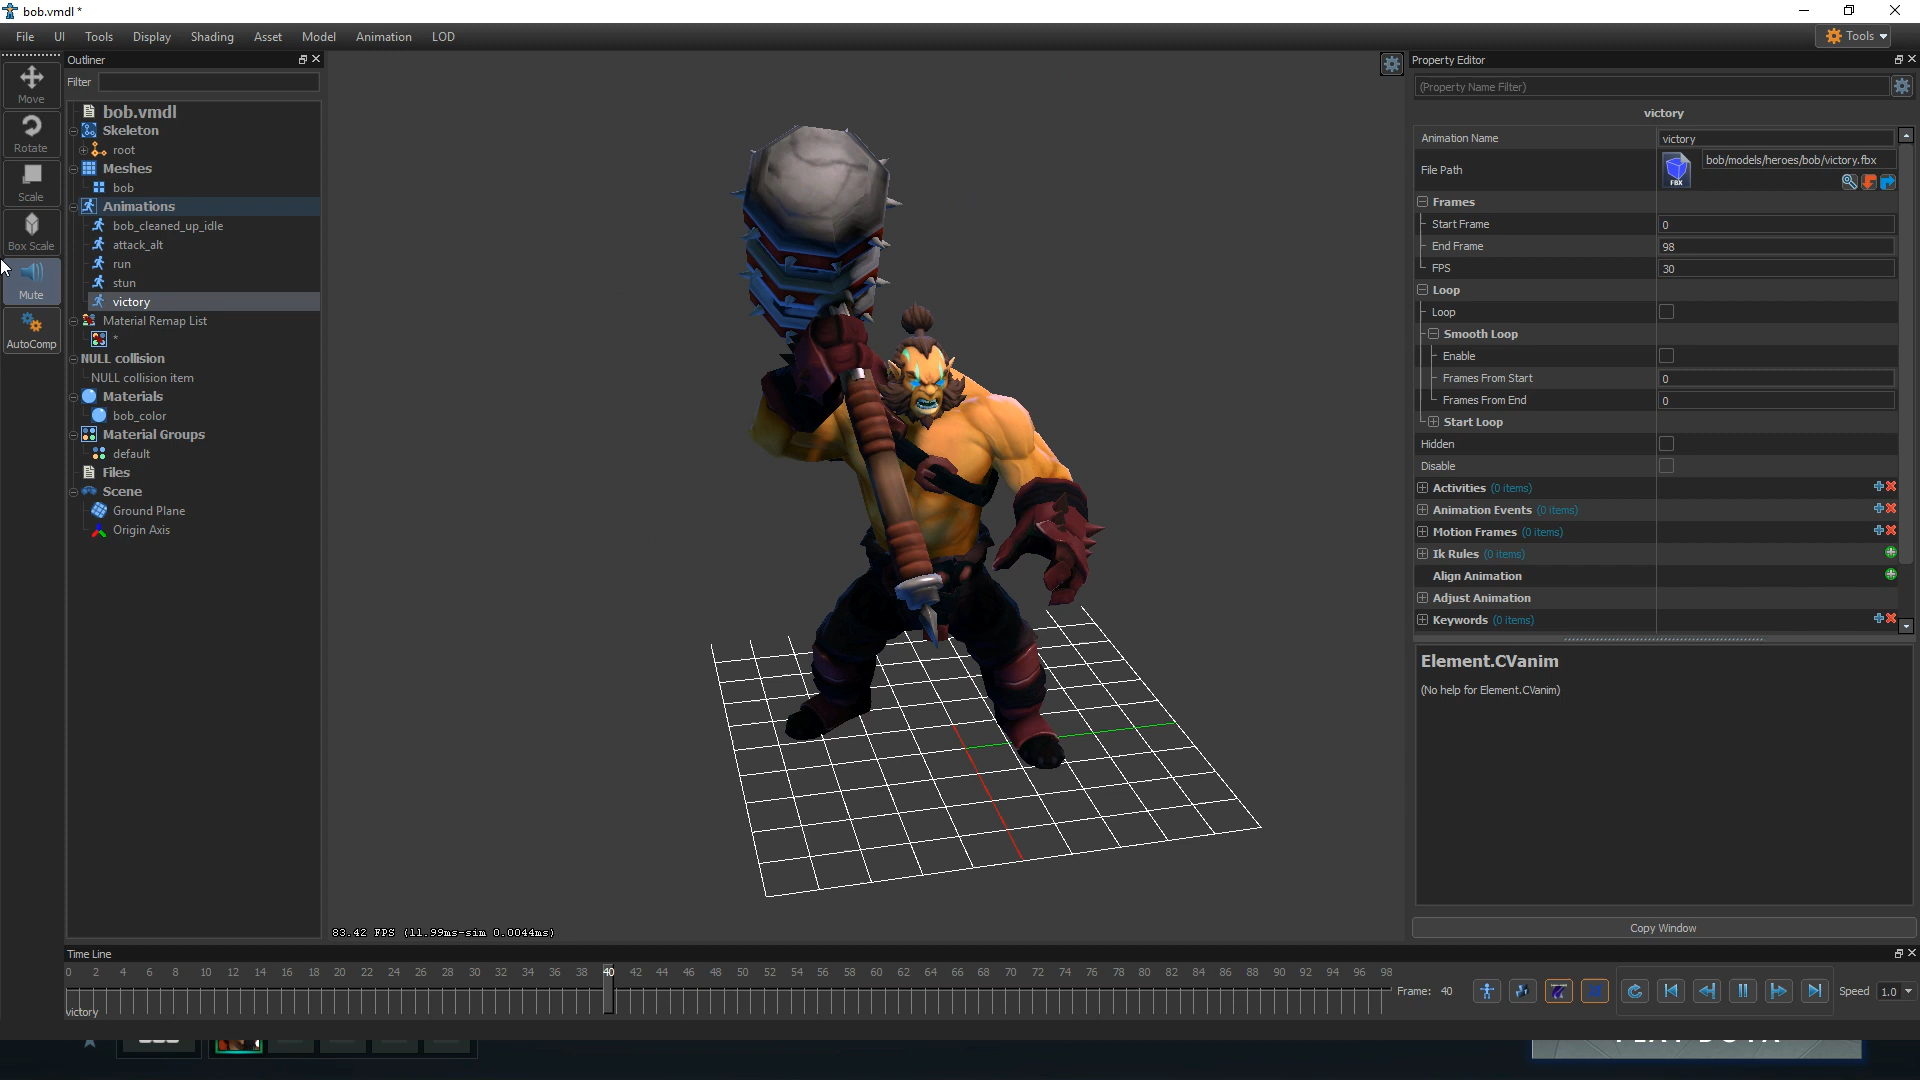 bob.vmdl *
File UI Tools Display Shading Asset Model Animation LOD
Tools
Outliner
Filter
Move
Rotate
Scale
Box Scale
Mute
AutoComp
bob.vmdl
Skeleton
root
Meshes
bob
Animations
bob_cleaned_up_idle
attack_alt
run
stun
victory
Material Remap List
*
NULL collision
NULL collision item
Materials
bob_color
Material Groups
default
Files
Scene
Ground Plane
Origin Axis
83.42 FPS (11.99ms-sim 0.0044ms)
Property Editor
(Property Name Filter)
victory
Animation Name victory
File Path bob/models/heroes/bob/victory.fbx
FBX
Frames
Start Frame 0
End Frame 98
FPS 30
Loop
Loop
Smooth Loop
Enable
Frames From Start 0
Frames From End 0
Start Loop
Hidden
Disable
Activities (0 items)
Animation Events (0 items)
Motion Frames (0 items)
Ik Rules (0 items)
Align Animation
Adjust Animation
Keywords (0 items)
Element.CVanim
(No help for Element.CVanim)
Copy Window
Time Line
0 2 4 6 8 10 12 14 16 18 20 22 24 26 28 30 32 34 36 38 40 42 44 46 48 50 52 54 56 58 60 62 64 66 68 70 72 74 76 78 80 82 84 86 88 90 92 94 96 98
Frame: 40
Speed 1.0
victory